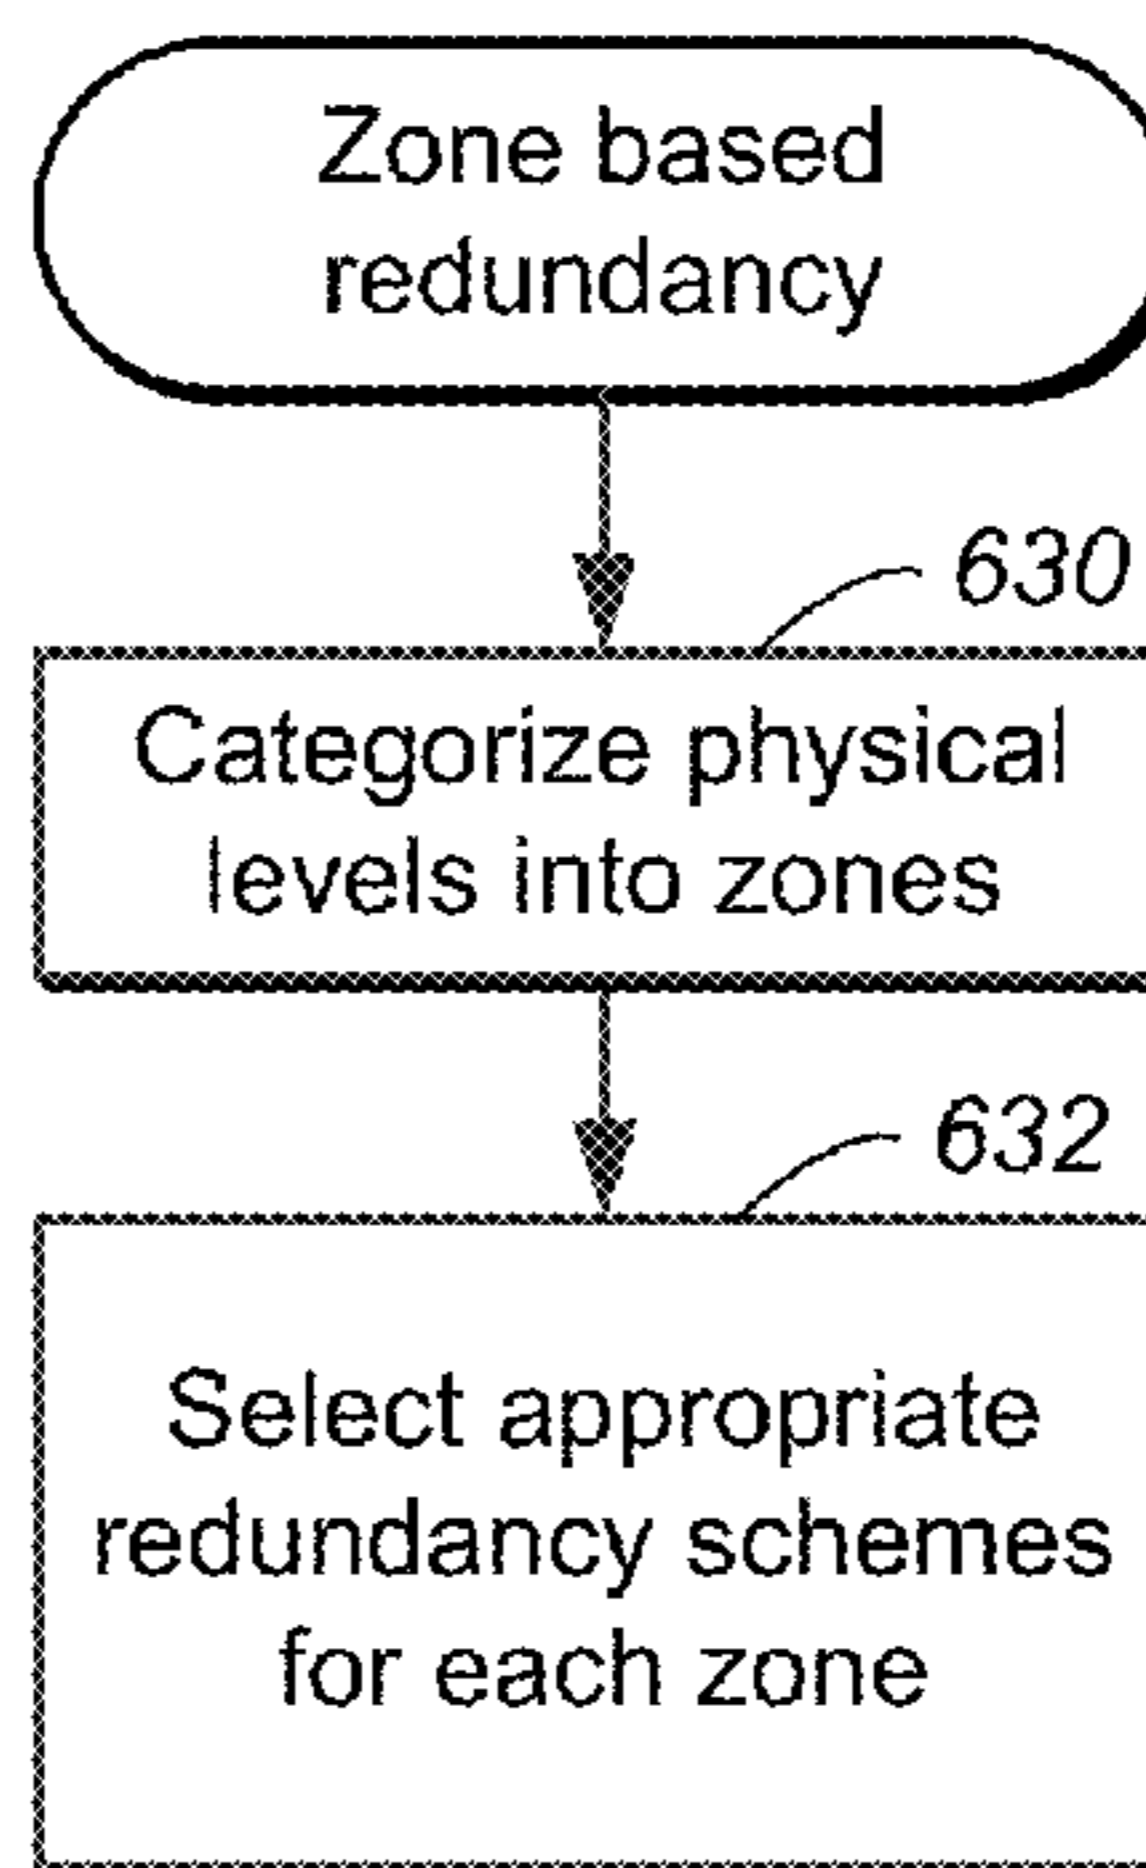 Zone based
redundancy
630
Categorize physical
levels into zones
632
Select appropriate
redundancy schemes
for each zone